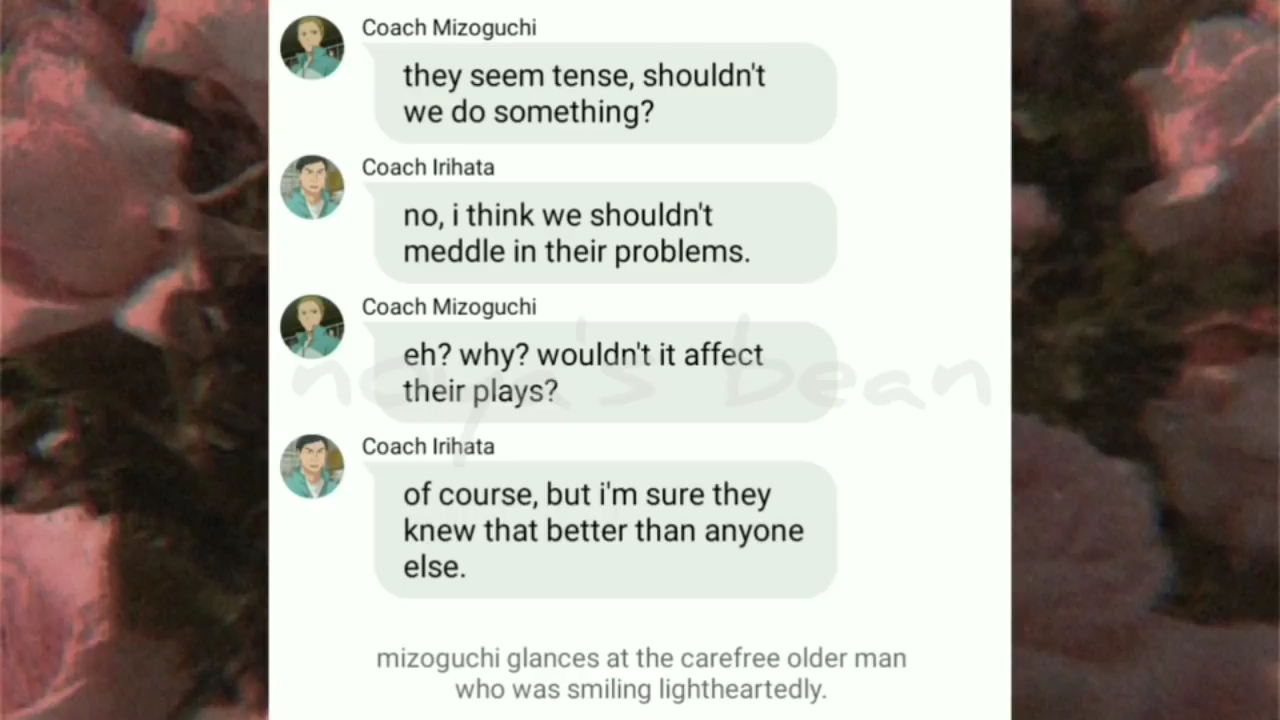 Coach Mizoguchi
they seem tense, shouldn't
we do something?
Coach Irihata
no, i think we shouldn't
meddle in their problems.
Coach Mizoguchi
eh? why? wouldn't it affect
their plays?
noya's bean
Coach Irihata
of course, but i'm sure they
knew that better than anyone
else.
mizoguchi glances at the carefree older man
who was smiling lightheartedly.